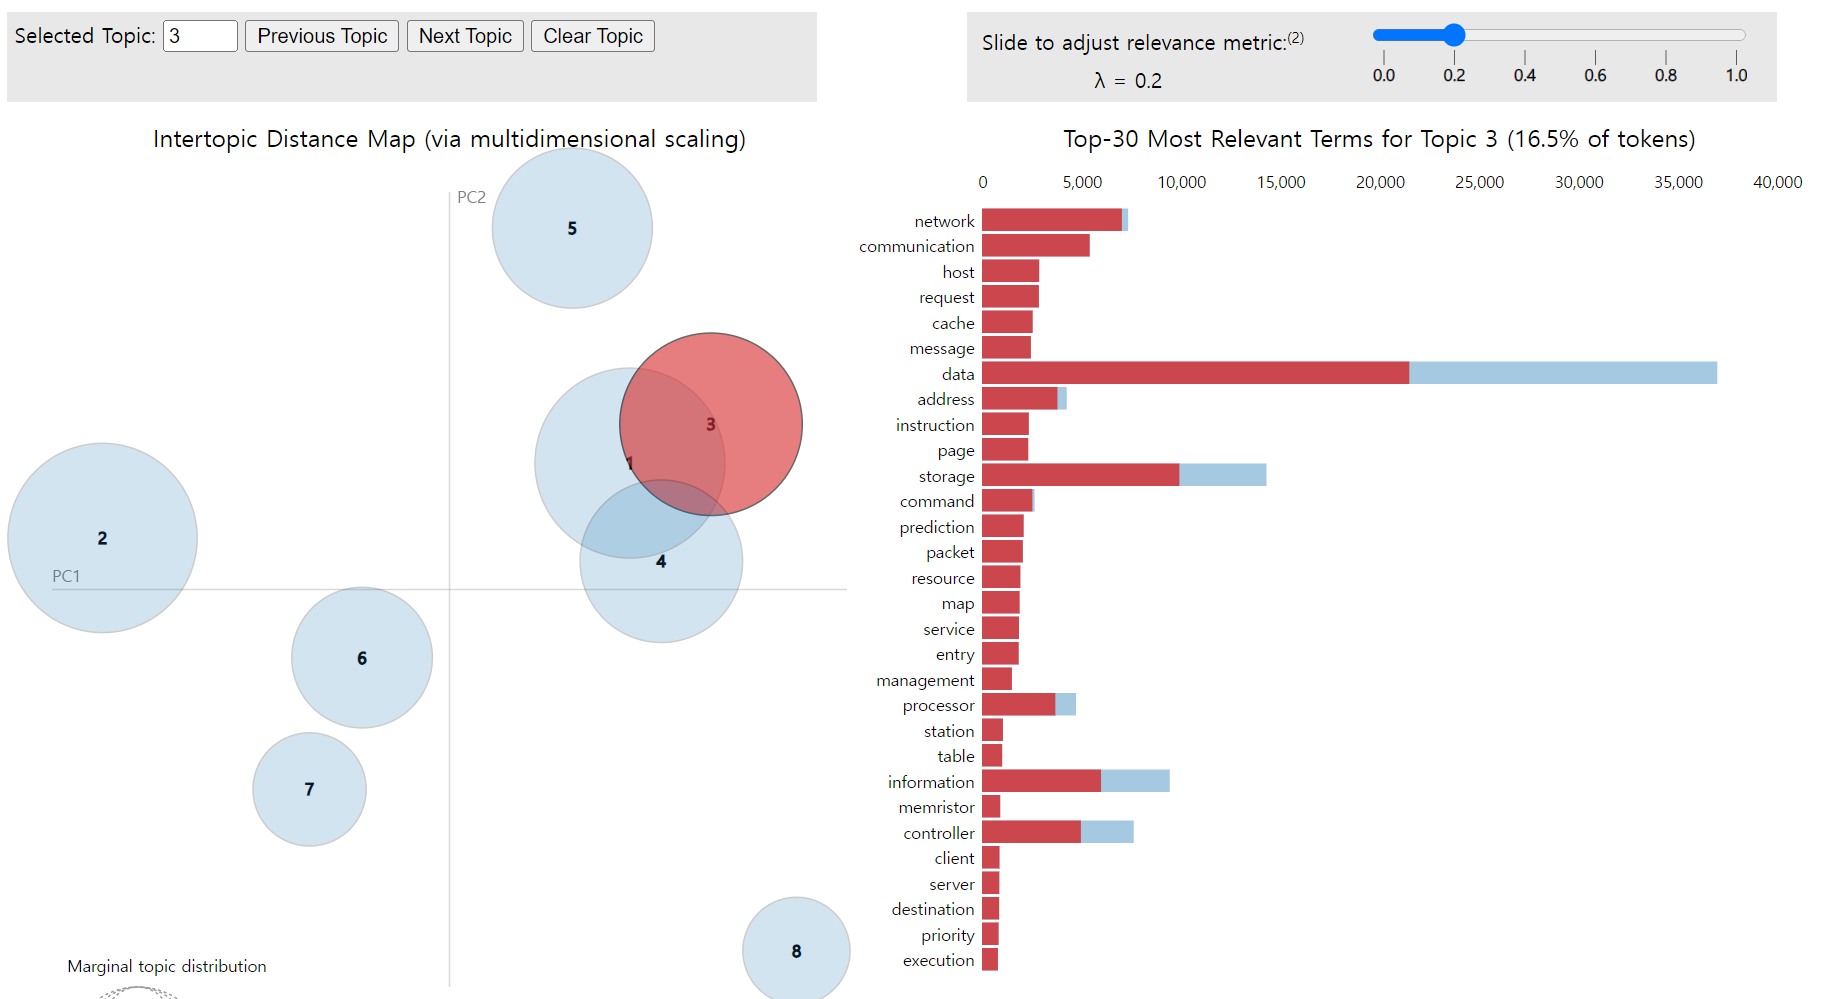 Selected Topic: 3 Previous Topic Next Topic Clear Topic
Slide to adjust relevance metric:(2)
λ = 0.2
0.0 0.2 0.4 0.6 0.8 1.0
Intertopic Distance Map (via multidimensional scaling)
PC2
5
3
1
2
4
PC1
6
7
8
Marginal topic distribution
Top-30 Most Relevant Terms for Topic 3 (16.5% of tokens)
0 5,000 10,000 15,000 20,000 25,000 30,000 35,000 40,000
network
communication
host
request
cache
message
data
address
instruction
page
storage
command
prediction
packet
resource
map
service
entry
management
processor
station
table
information
memristor
controller
client
server
destination
priority
execution